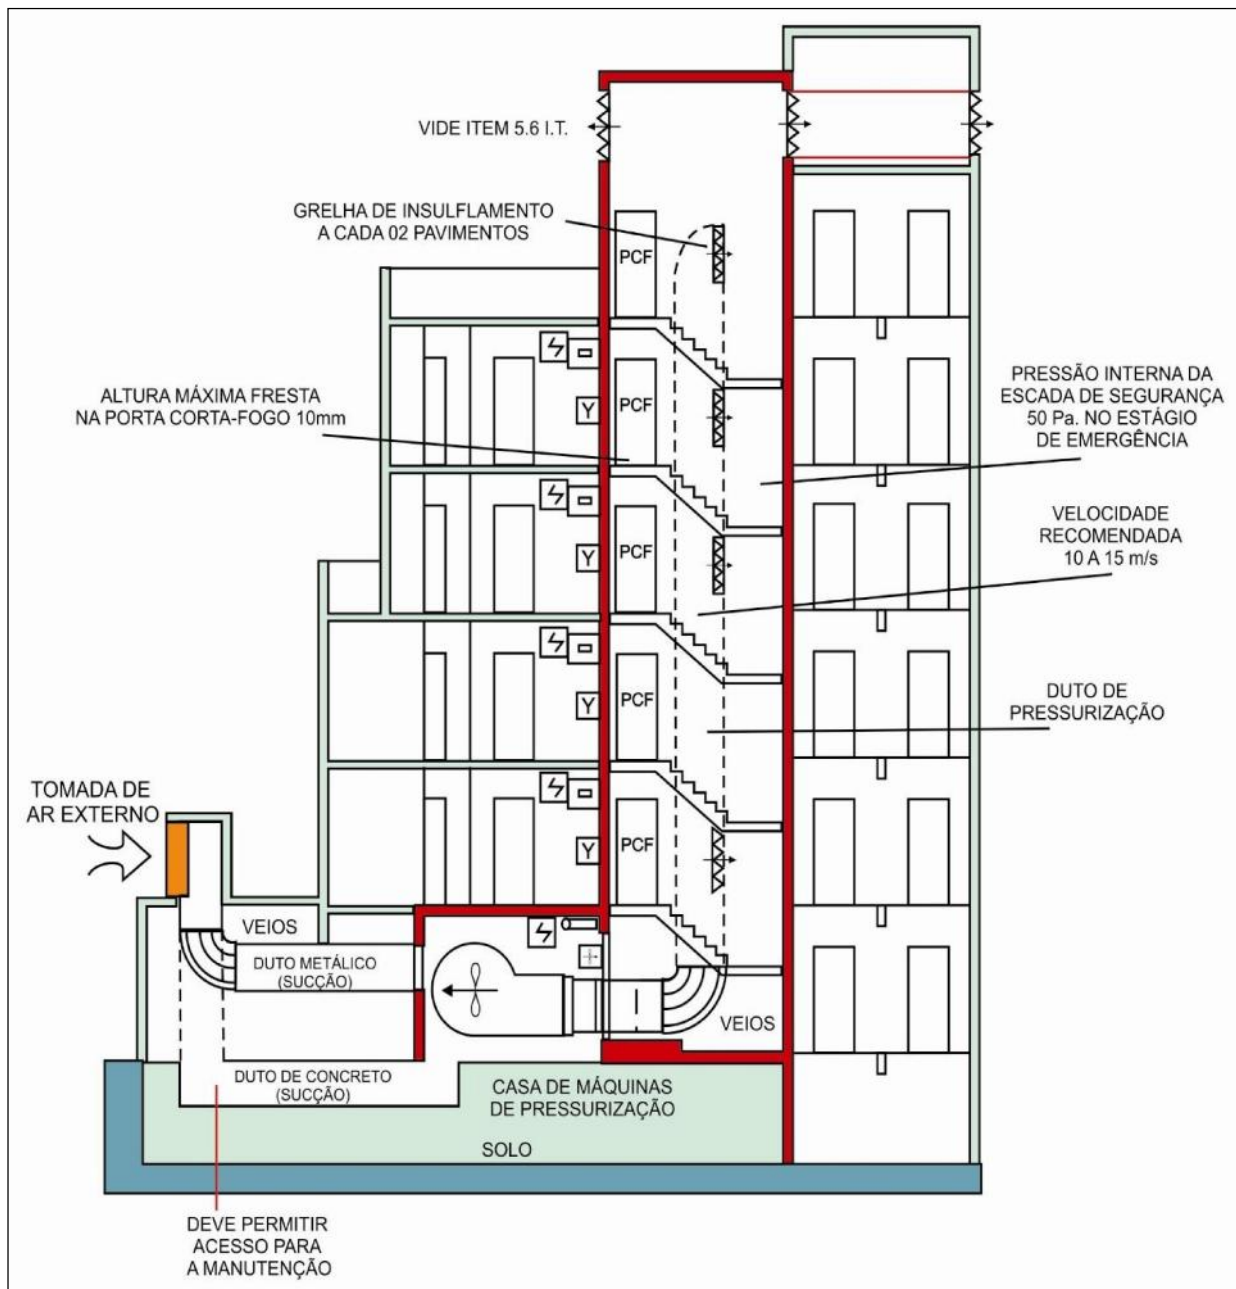 VIDE ITEM 5.6 I.T.
GRELHA DE INSULFLAMENTO
A CADA 02 PAVIMENTOS
PCF
ALTURA MÁXIMA FRESTA
NA PORTA CORTA-FOGO 10mm
PCF
Y
PRESSÃO INTERNA DA
ESCADA DE SEGURANÇA
50 Pa. NO ESTÁGIO
DE EMERGÊNCIA
PCF
Y
VELOCIDADE
RECOMENDADA
10 A 15 m/s
PCF
Y
DUTO DE
PRESSURIZAÇÃO
TOMADA DE
AR EXTERNO
PCF
Y
VEIOS
DUTO METÁLICO
(SUCÇÃO)
VEIOS
DUTO DE CONCRETO
(SUCÇÃO)
CASA DE MÁQUINAS
DE PRESSURIZAÇÃO
SOLO
DEVE PERMITIR
ACESSO PARA
A MANUTENÇÃO